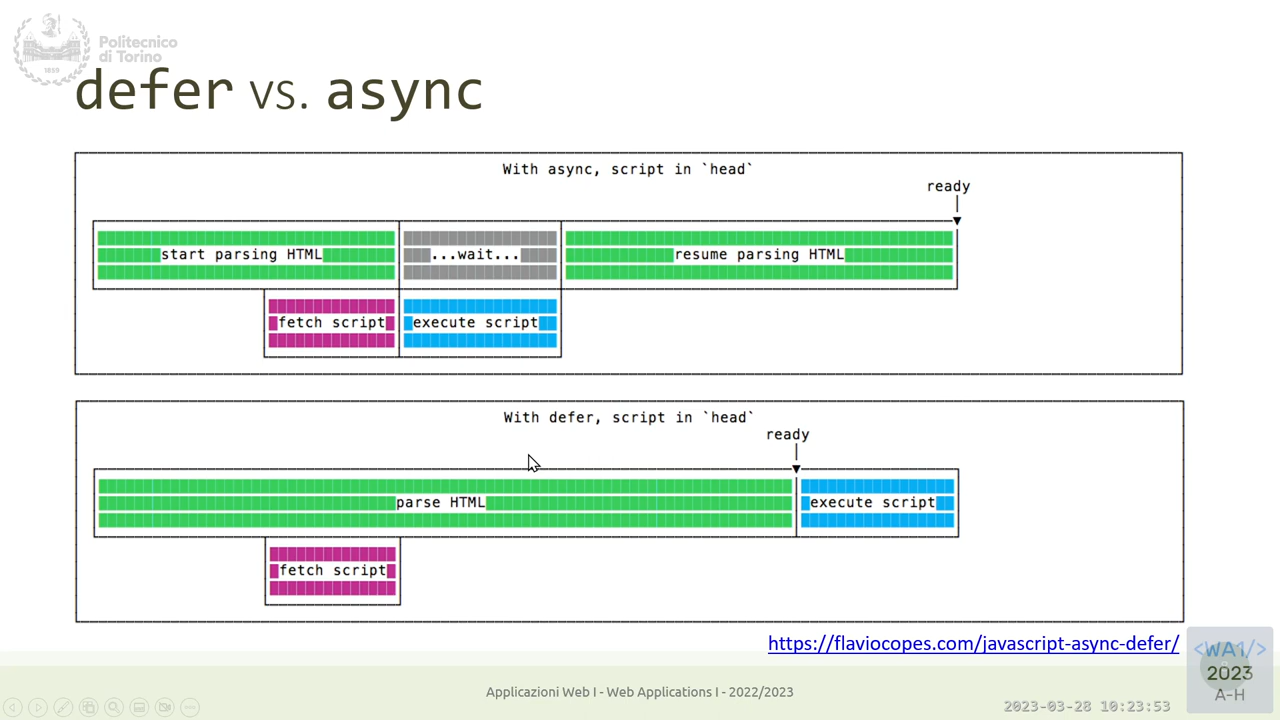 Politecnico
di Torino
1859
defer vs. async
With async, script in `head`
ready
start parsing HTML
...wait...
resume parsing HTML
fetch script
execute script
With defer, script in `head`
ready
parse HTML
execute script
fetch script
https://flaviocopes.com/javascript-async-defer/
<WA1/>
2023
A-H
Applicazioni Web I - Web Applications I - 2022/2023
2023-03-28 10:23:53